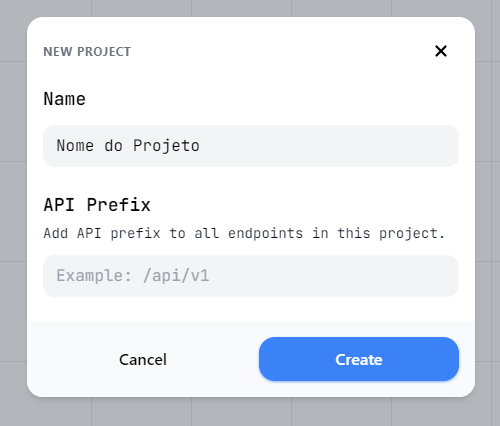 NEW PROJECT
Name
Nome do Projeto
API Prefix
Add API prefix to all endpoints in this project.
Example: /api/v1
Cancel
Create